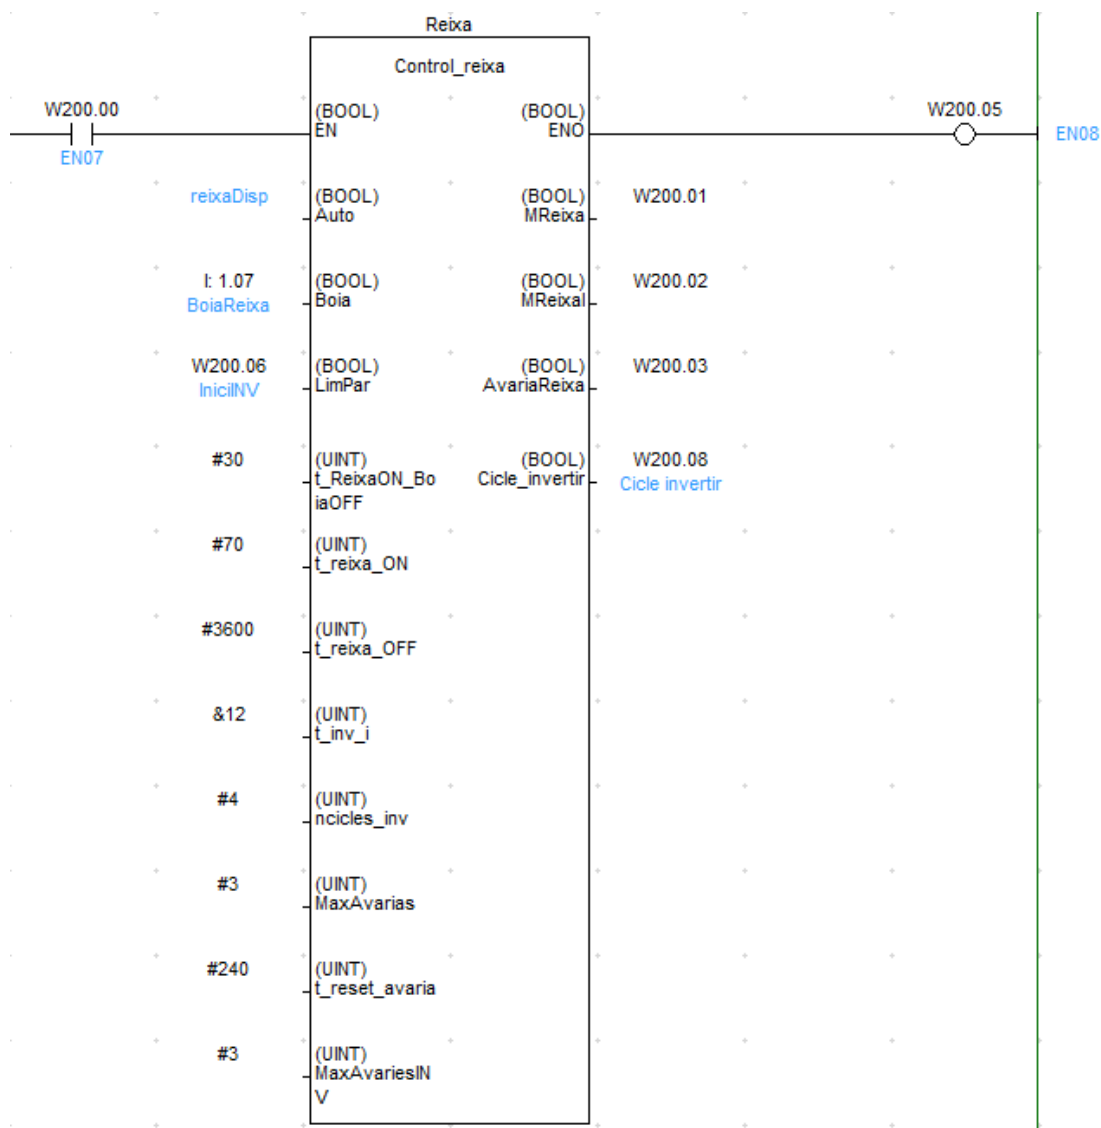 Reixa
Control_reixa
W200.00
EN07
(BOOL)
EN
(BOOL)
ENO
W200.05
EN08
reixaDisp
(BOOL)
Auto
(BOOL)
MReixa
W200.01
I: 1.07
BoiaReixa
(BOOL)
Boia
(BOOL)
MReixaI
W200.02
W200.06
IniciINV
(BOOL)
LimPar
(BOOL)
AvariaReixa
W200.03
#30
(UINT)
t_ReixaON_Bo
iaOFF
(BOOL)
Cicle_invertir
W200.08
Cicle invertir
#70
(UINT)
t_reixa_ON
#3600
(UINT)
t_reixa_OFF
&12
(UINT)
t_inv_i
#4
(UINT)
ncicles_inv
#3
(UINT)
MaxAvarias
#240
(UINT)
t_reset_avaria
#3
(UINT)
MaxAvariesIN
V